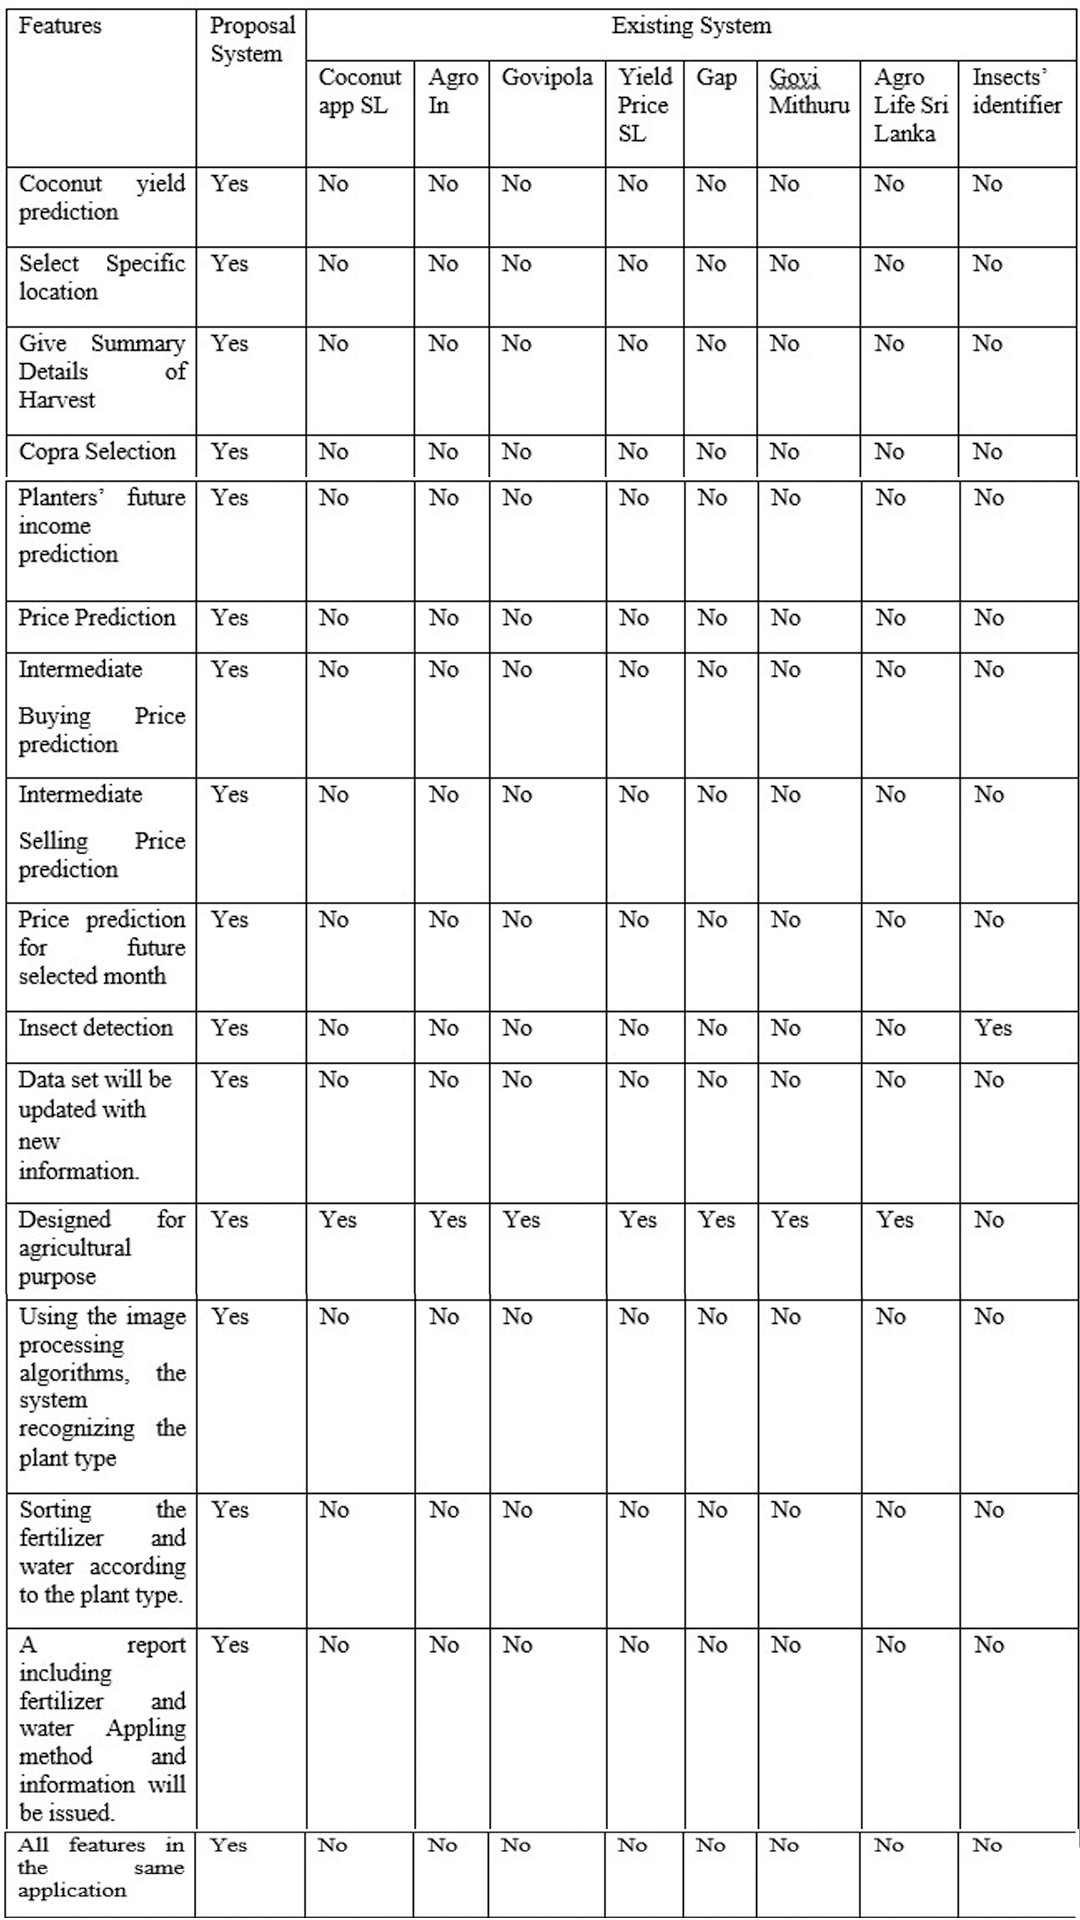 Features Proposal Existing System
System
Coconut Agro Govipola Yield Gap Govi Agro Insects’
app SL In Price Mithuru Life Sri identifier
SL Lanka
Coconut yield Yes No No No No No No No No
prediction
Select Specific Yes No No No No No No No No
location
Give Summary Yes No No No No No No No No
Details of
Harvest
Copra Selection Yes No No No No No No No No
Planters’ future Yes No No No No No No No No
income
prediction
Price Prediction Yes No No No No No No No No
Intermediate Yes No No No No No No No No
Buying Price
prediction
Intermediate Yes No No No No No No No No
Selling Price
prediction
Price prediction Yes No No No No No No No No
for future
selected month
Insect detection Yes No No No No No No No Yes
Data set will be Yes No No No No No No No No
updated with
new
information.
Designed for Yes Yes Yes Yes Yes Yes Yes Yes No
agricultural
purpose
Using the image Yes No No No No No No No No
processing
algorithms, the
system
recognizing the
plant type
Sorting the Yes No No No No No No No No
fertilizer and
water according
to the plant type.
A report Yes No No No No No No No No
including
fertilizer and
water Appling
method and
information will
be issued.
All features in Yes No No No No No No No No
the same
application